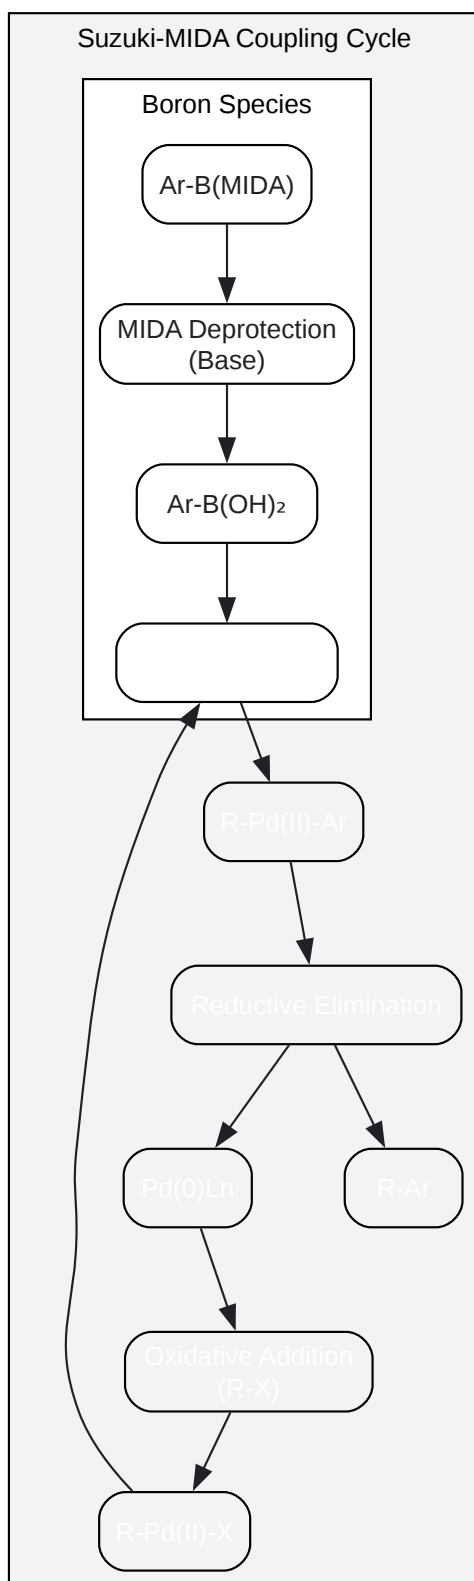 Suzuki-MIDA Coupling Cycle
Boron Species
Ar-B(MIDA)
MIDA Deprotection
(Base)
Ar-B(OH)₂
R-Pd(II)-Ar
Reductive Elimination
Pd(0)Ln
R-Ar
Oxidative Addition
(R-X)
R-Pd(II)-X